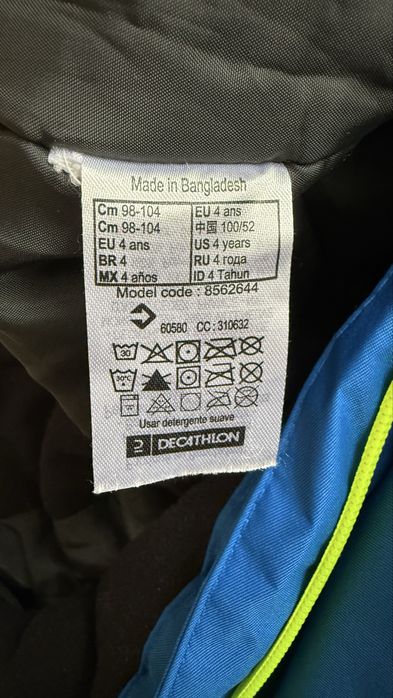 Made in Bangladesh
Cm 98-104 EU 4 ans
Cm 98-104 中国 100/52
EU 4 ans US 4 years
BR 4 RU 4 года
MX 4 años ID 4 Tahun
Model code : 8562644
60580 CC : 310632
30
30°C
Usar detergente suave
DECATHLON